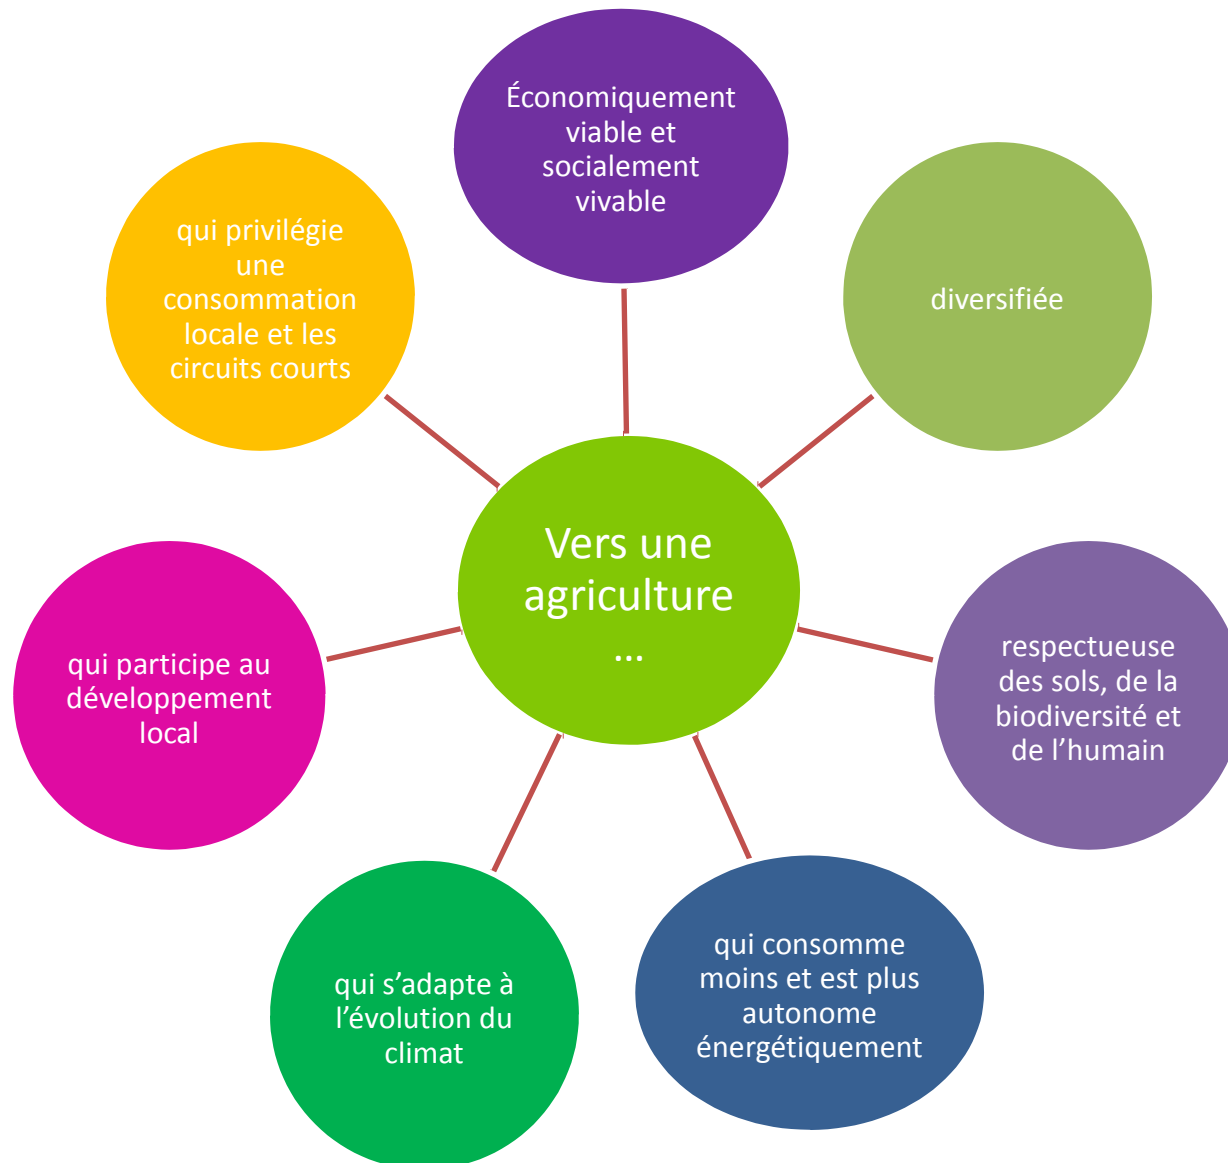 Économiquement
viable et
socialement
vivable
diversifiée
respectueuse
des sols, de la
biodiversité et
de l’humain
qui consomme
moins et est plus
autonome
énergétiquement
qui s’adapte à
l’évolution du
climat
qui participe au
développement
local
qui privilégie
une
consommation
locale et les
circuits courts
Vers une
agriculture
…